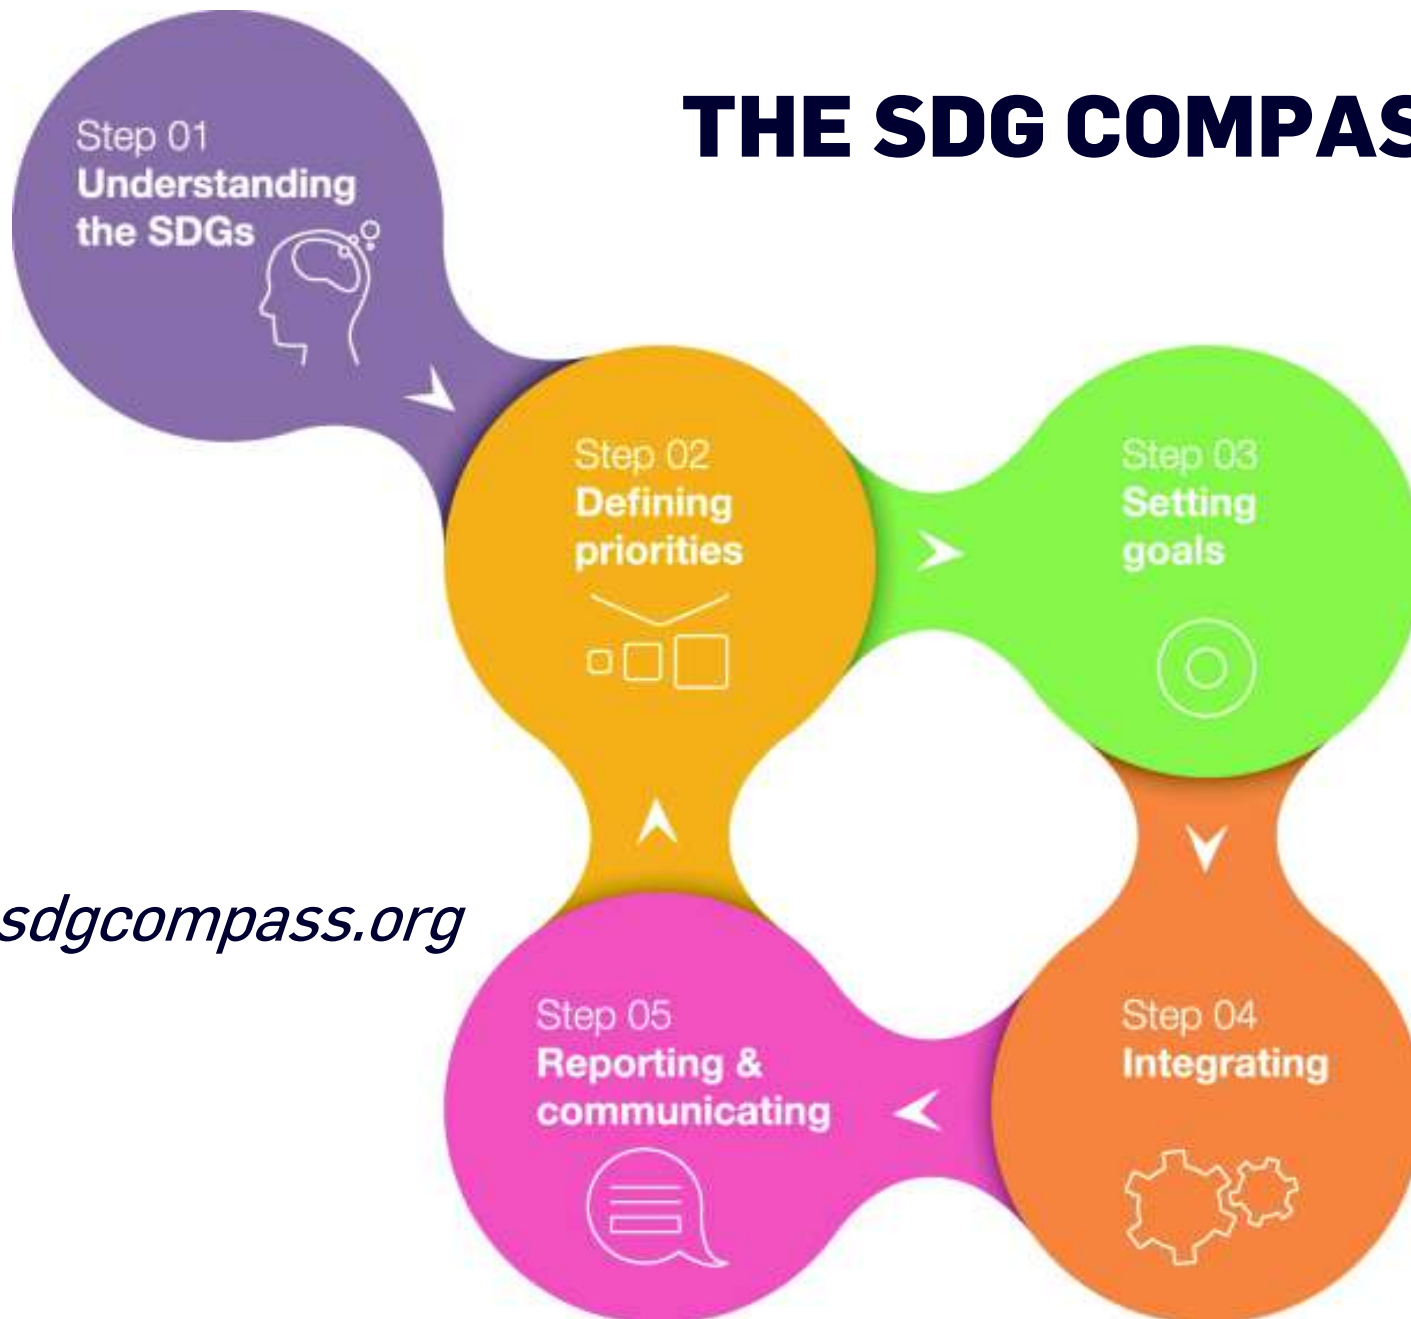 THE SDG COMPAS
Step 01
Understanding
the SDGs
Step 02
Defining
priorities
Step 03
Setting
goals
sdgcompass.org
Step 05
Reporting &
communicating
Step 04
Integrating